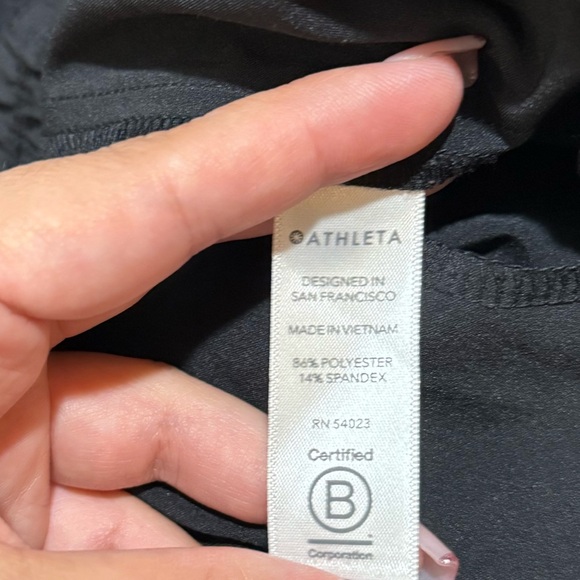 ATHLETA
DESIGNED IN
SAN FRANCISCO
MADE IN VIETNAM
86% POLYESTER
14% SPANDEX
RN 54023
Certified
B
Corporation